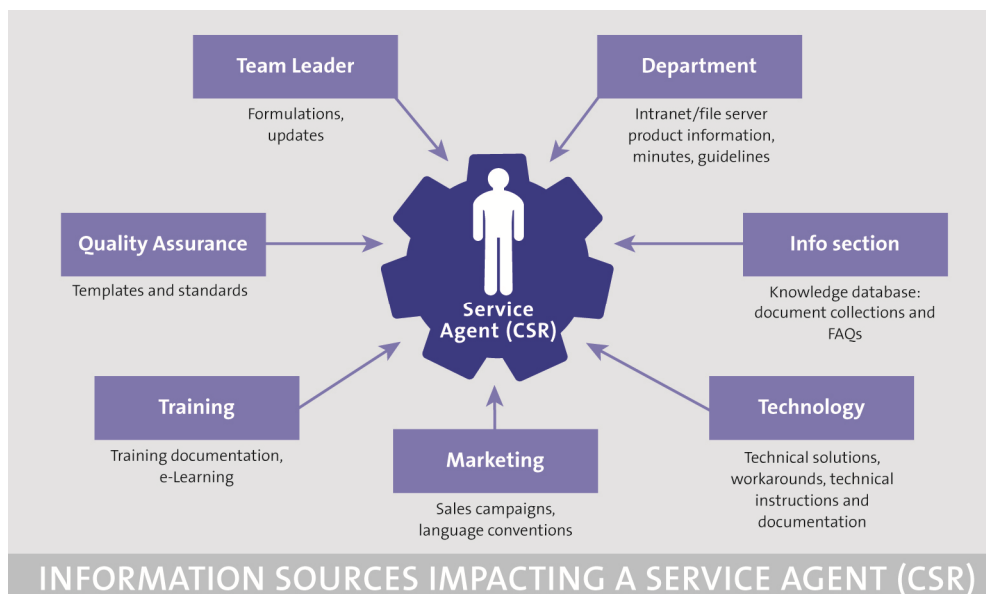 Team Leader
Formulations,
updates
Department
Intranet/file server
product information,
minutes, guidelines
Quality Assurance
Templates and standards
Info section
Knowledge database:
document collections and
FAQs
Service
Agent (CSR)
Training
Training documentation,
e-Learning
Marketing
Sales campaigns,
language conventions
Technology
Technical solutions,
workarounds, technical
instructions and
documentation
INFORMATION SOURCES IMPACTING A SERVICE AGENT (CSR)